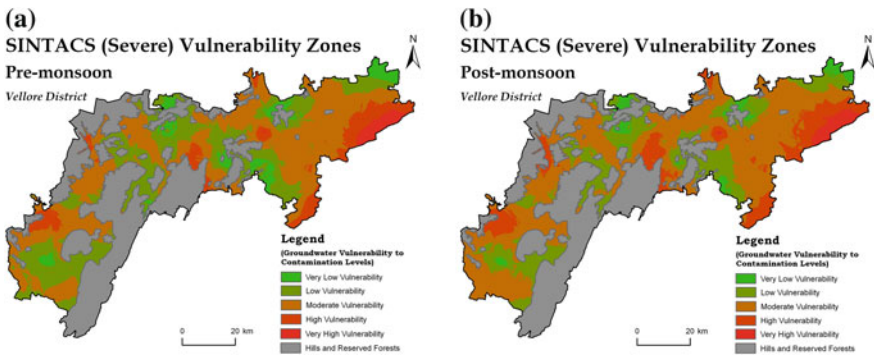 (a)
SINTACS (Severe) Vulnerability Zones
Pre-monsoon
Vellore District
N
Legend
(Groundwater Vulnerability to
Contamination Levels)
Very Low Vulnerability
Low Vulnerability
Moderate Vulnerability
High Vulnerability
Very High Vulnerability
Hills and Reserved Forests
0 20 km
(b)
SINTACS (Severe) Vulnerability Zones
Post-monsoon
Vellore District
N
Legend
(Groundwater Vulnerability to
Contamination Levels)
Very Low Vulnerability
Low Vulnerability
Moderate Vulnerability
High Vulnerability
Very High Vulnerability
Hills and Reserved Forests
0 20 km